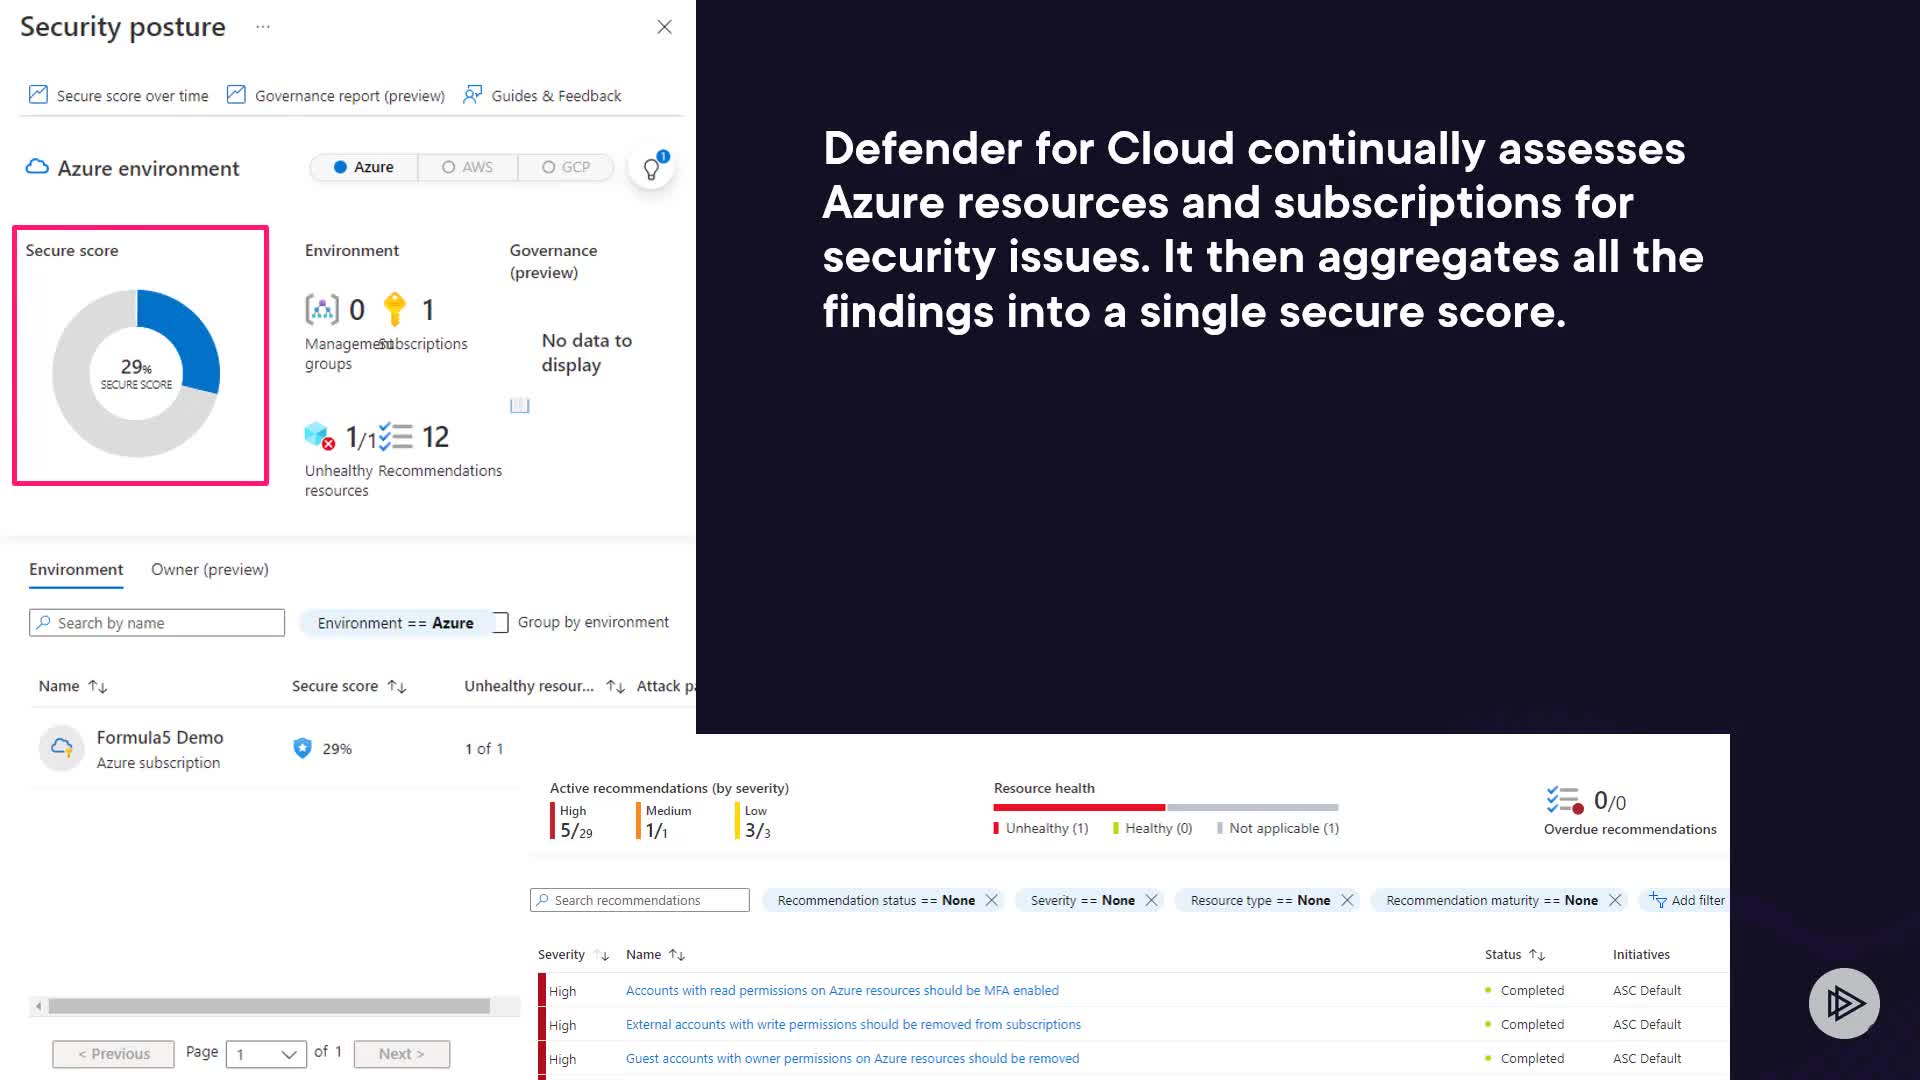 Security posture ...
Secure score over time
Governance report (preview)
Guides & Feedback
Azure environment
Azure
AWS
GCP
1
Secure score
29%
SECURE SCORE
Environment
0
Management groups
1
Subscriptions
1/1
Unhealthy resources
12
Recommendations
Governance
(preview)
No data to
display
Defender for Cloud continually assesses
Azure resources and subscriptions for
security issues. It then aggregates all the
findings into a single secure score.
Environment
Owner (preview)
Search by name
Environment == Azure
Group by environment
Name
Secure score
Unhealthy resour...
Attack pa
Formula5 Demo
Azure subscription
29%
1 of 1
< Previous
Page
1
of 1
Next >
Active recommendations (by severity)
High
5/29
Medium
1/1
Low
3/3
Resource health
Unhealthy (1)
Healthy (0)
Not applicable (1)
0/0
Overdue recommendations
Search recommendations
Recommendation status == None
Severity == None
Resource type == None
Recommendation maturity == None
Add filter
Severity
Name
Status
Initiatives
High
Accounts with read permissions on Azure resources should be MFA enabled
Completed
ASC Default
High
External accounts with write permissions should be removed from subscriptions
Completed
ASC Default
High
Guest accounts with owner permissions on Azure resources should be removed
Completed
ASC Default